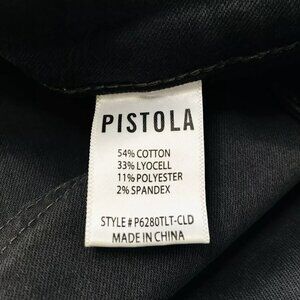 PISTOLA
54% COTTON
33% LYOCELL
11% POLYESTER
2% SPANDEX
STYLE# P6280TLT-CLD
MADE IN CHINA